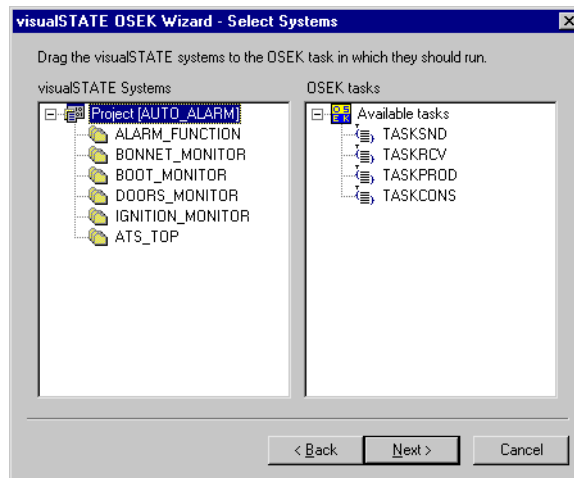 visualSTATE OSEK Wizard - Select Systems
Drag the visualSTATE systems to the OSEK task in which they should run.
visualSTATE Systems
Project (AUTO_ALARM)
ALARM_FUNCTION
BONNET_MONITOR
BOOT_MONITOR
DOORS_MONITOR
IGNITION_MONITOR
ATS_TOP
OSEK tasks
OS
EK
Available tasks
TASKSND
TASKRCV
TASKPROD
TASKCONS
< Back
Next >
Cancel